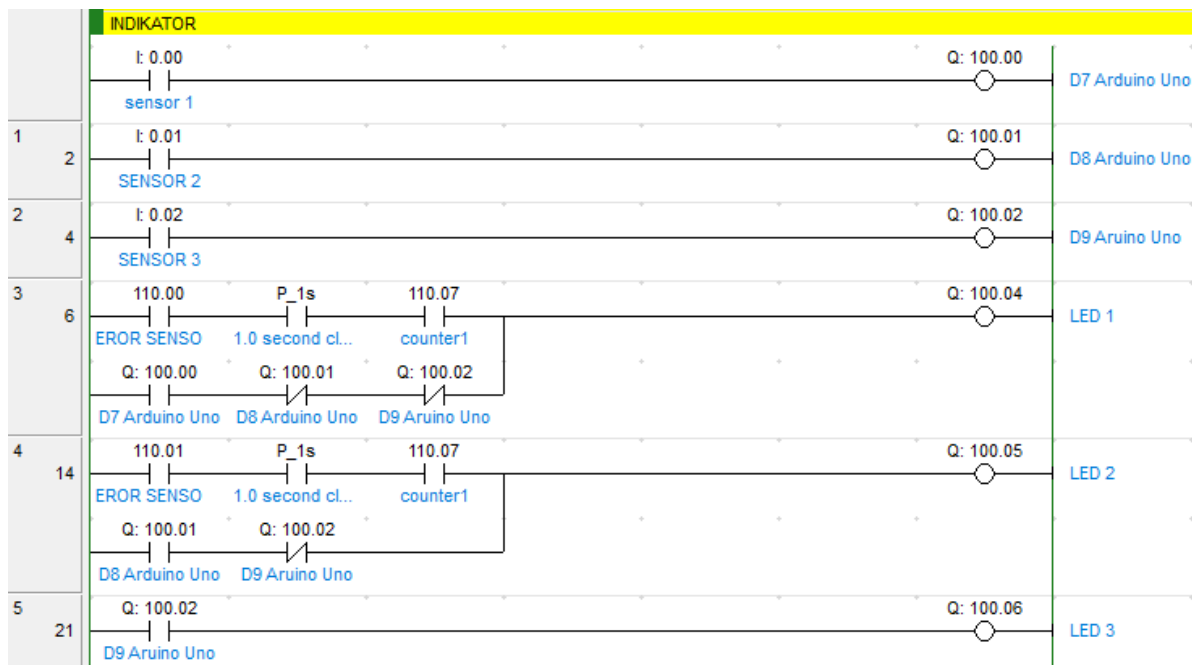 INDIKATOR
I: 0.00 Q: 100.00
D7 Arduino Uno
sensor 1
1 I: 0.01 Q: 100.01
2 D8 Arduino Uno
SENSOR 2
2 I: 0.02 Q: 100.02
4 D9 Aruino Uno
SENSOR 3
3 110.00 P_1s 110.07 Q: 100.04
6 LED 1
EROR SENSO 1.0 second cl... counter1
Q: 100.00 Q: 100.01 Q: 100.02
D7 Arduino Uno D8 Arduino Uno D9 Aruino Uno
4 110.01 P_1s 110.07 Q: 100.05
14 LED 2
EROR SENSO 1.0 second cl... counter1
Q: 100.01 Q: 100.02
D8 Arduino Uno D9 Aruino Uno
5 Q: 100.02 Q: 100.06
21 LED 3
D9 Aruino Uno